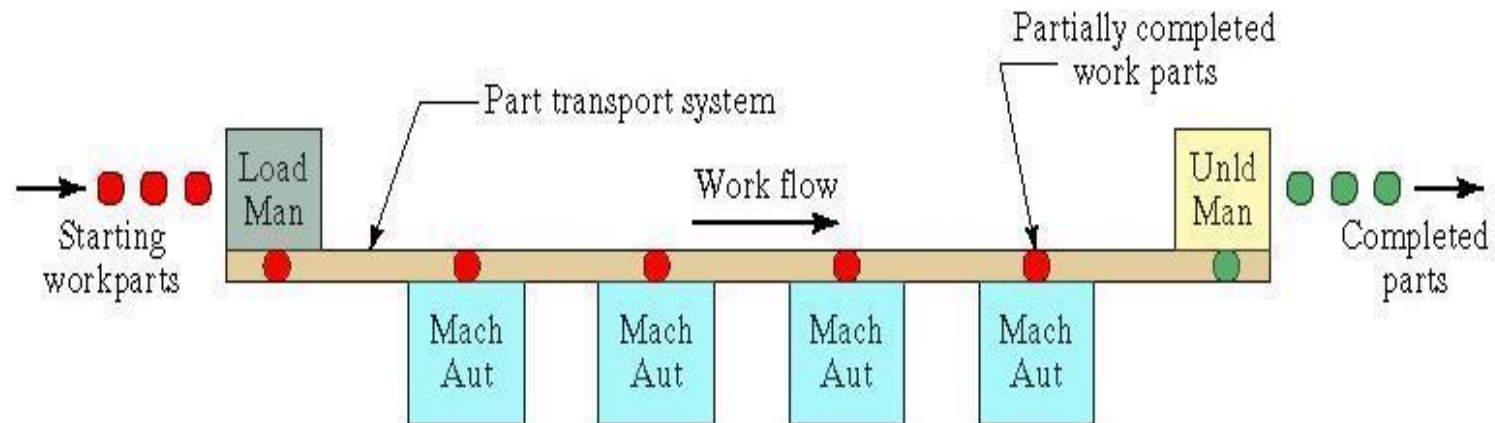 Partially completed
work parts
Part transport system
Load
Man
Work flow
Unld
Man
Starting
workparts
Completed
parts
Mach
Aut
Mach
Aut
Mach
Aut
Mach
Aut